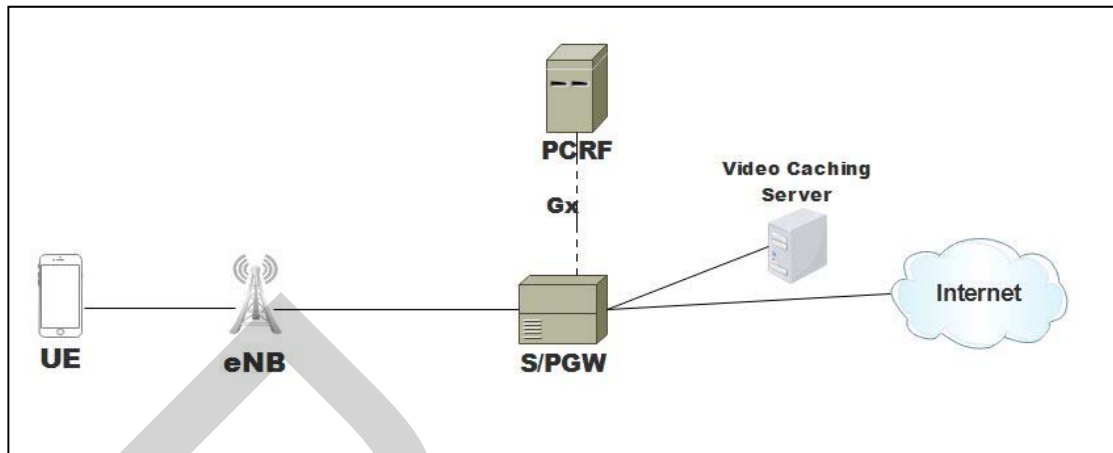 PCRF
Video Caching
Server
Gx
Internet
UE
eNB
S/PGW